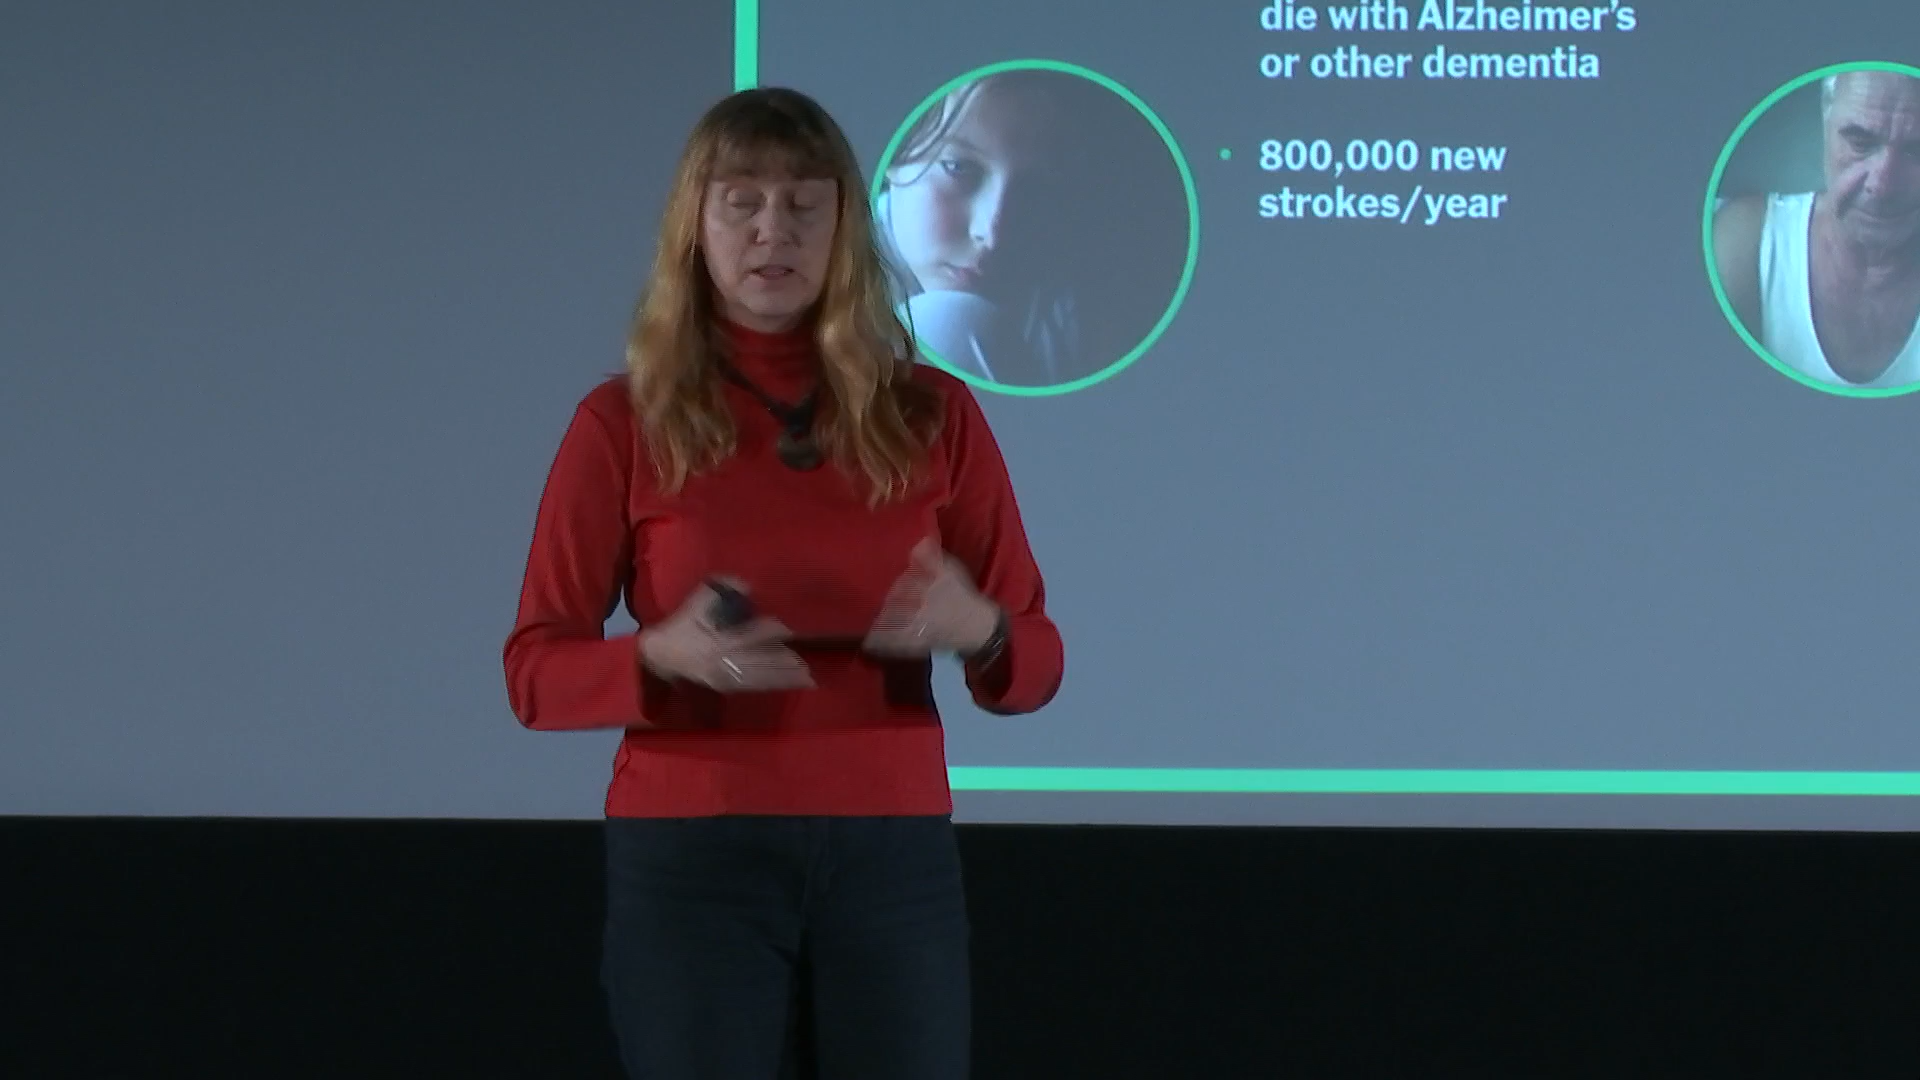 die with Alzheimer's
or other dementia
• 800,000 new
strokes/year